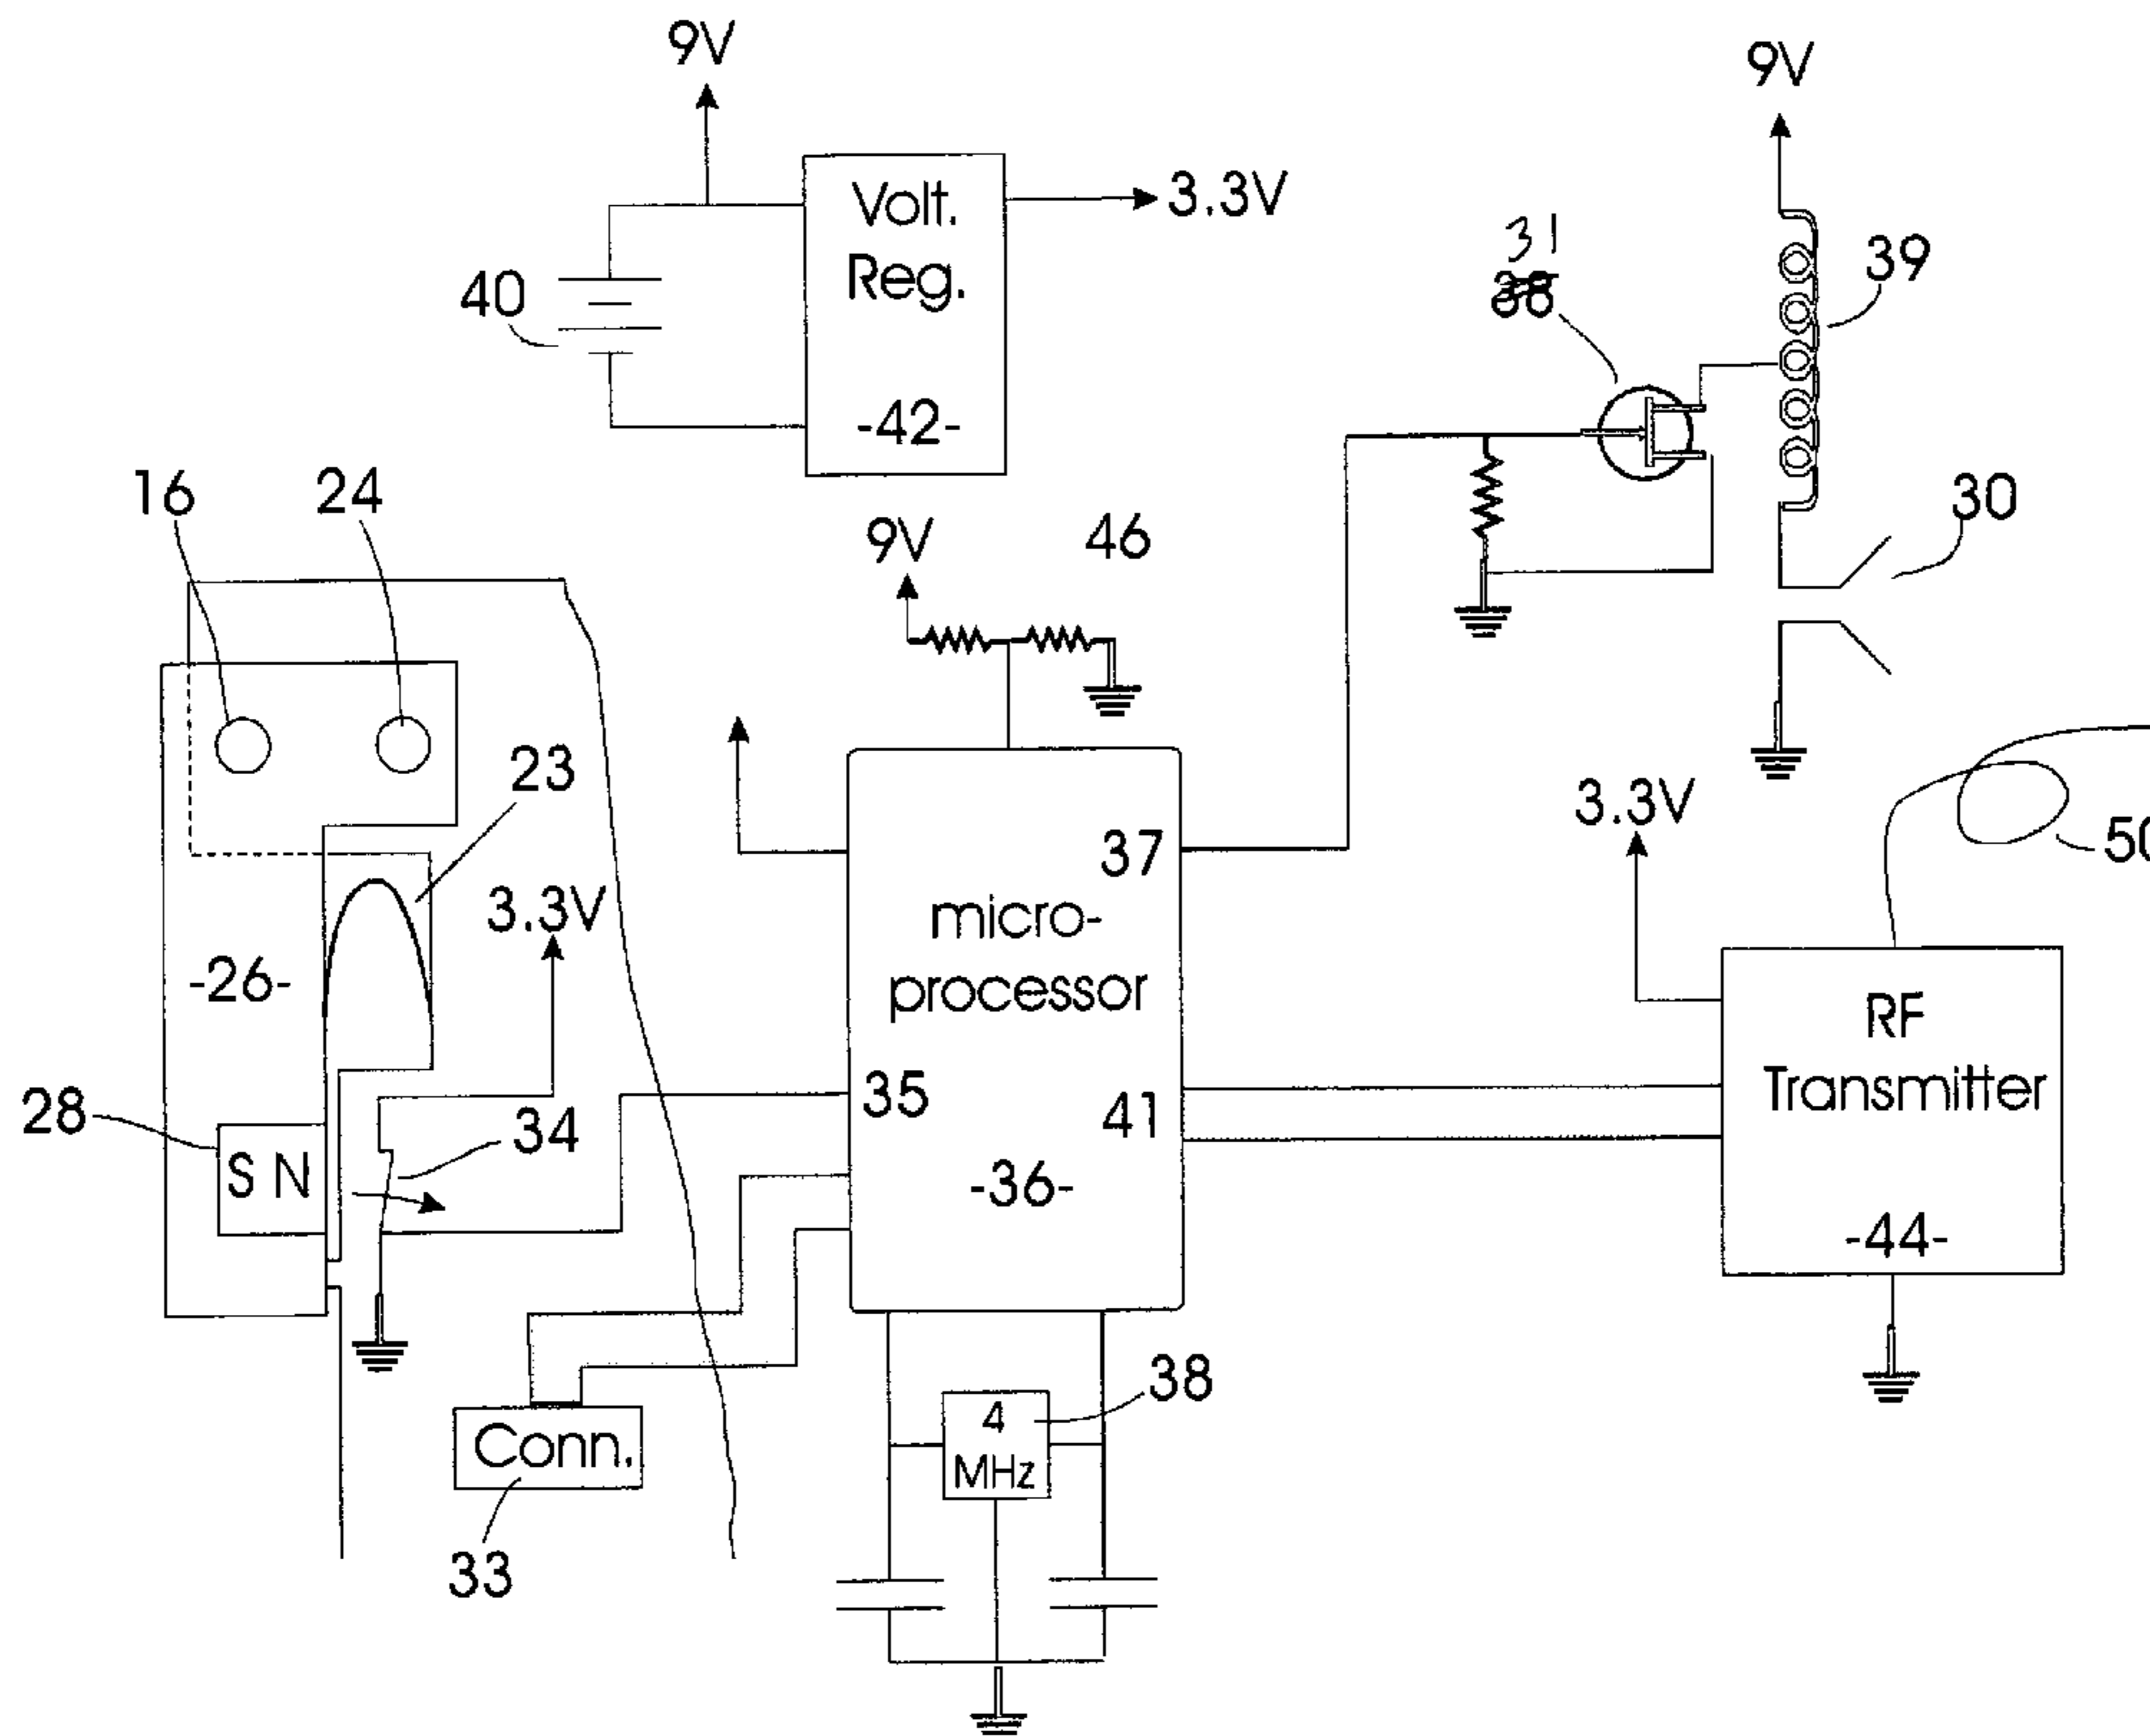 9V
9V
Volt.
Reg.
-42-
3.3V
40
31
38
39
16
24
9V
46
30
23
3.3V
3.3V
37
50
micro-
processor
-26-
RF
Transmitter
35
41
28
34
S N
-36-
-44-
38
4
MHz
Conn.
33